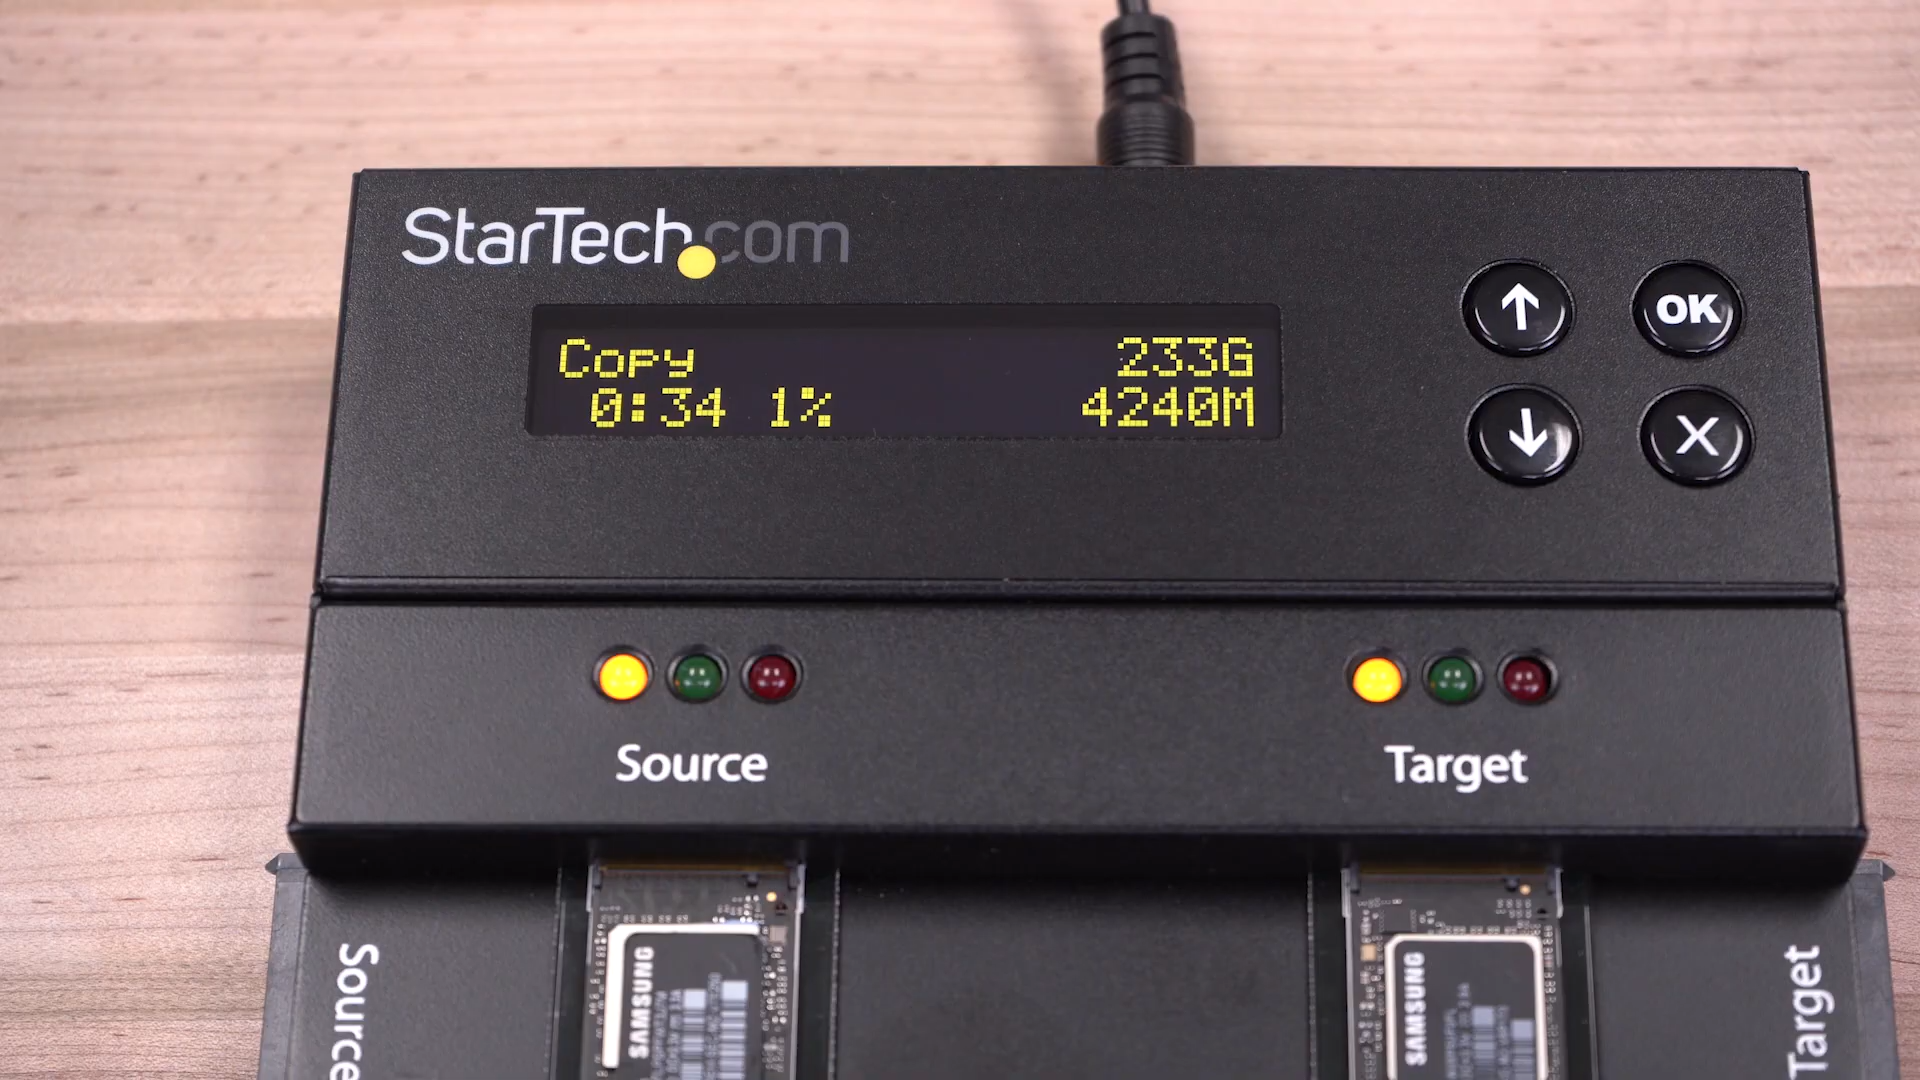 StarTech.com
Copy 233G
0:34 1% 4240M
↑ OK
↓ X
Source Target
Source
SAMSUNG
SAMSUNG
Target